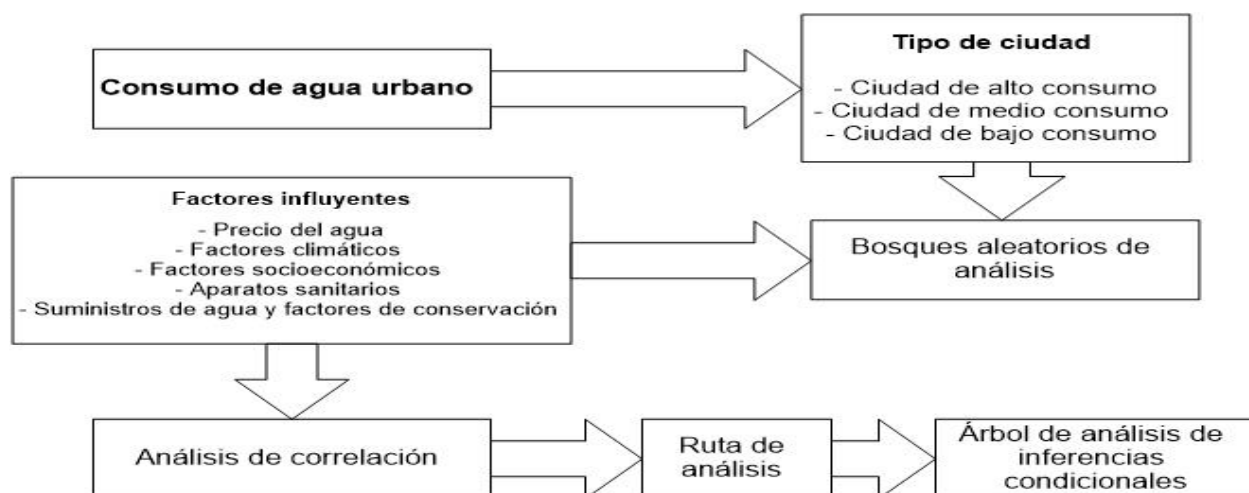 Consumo de agua urbano
Tipo de ciudad
- Ciudad de alto consumo
- Ciudad de medio consumo
- Ciudad de bajo consumo
Factores influyentes
- Precio del agua
- Factores climáticos
- Factores socioeconómicos
- Aparatos sanitarios
- Suministros de agua y factores de conservación
Bosques aleatorios de
análisis
Análisis de correlación
Ruta de
análisis
Árbol de análisis de
inferencias
condicionales